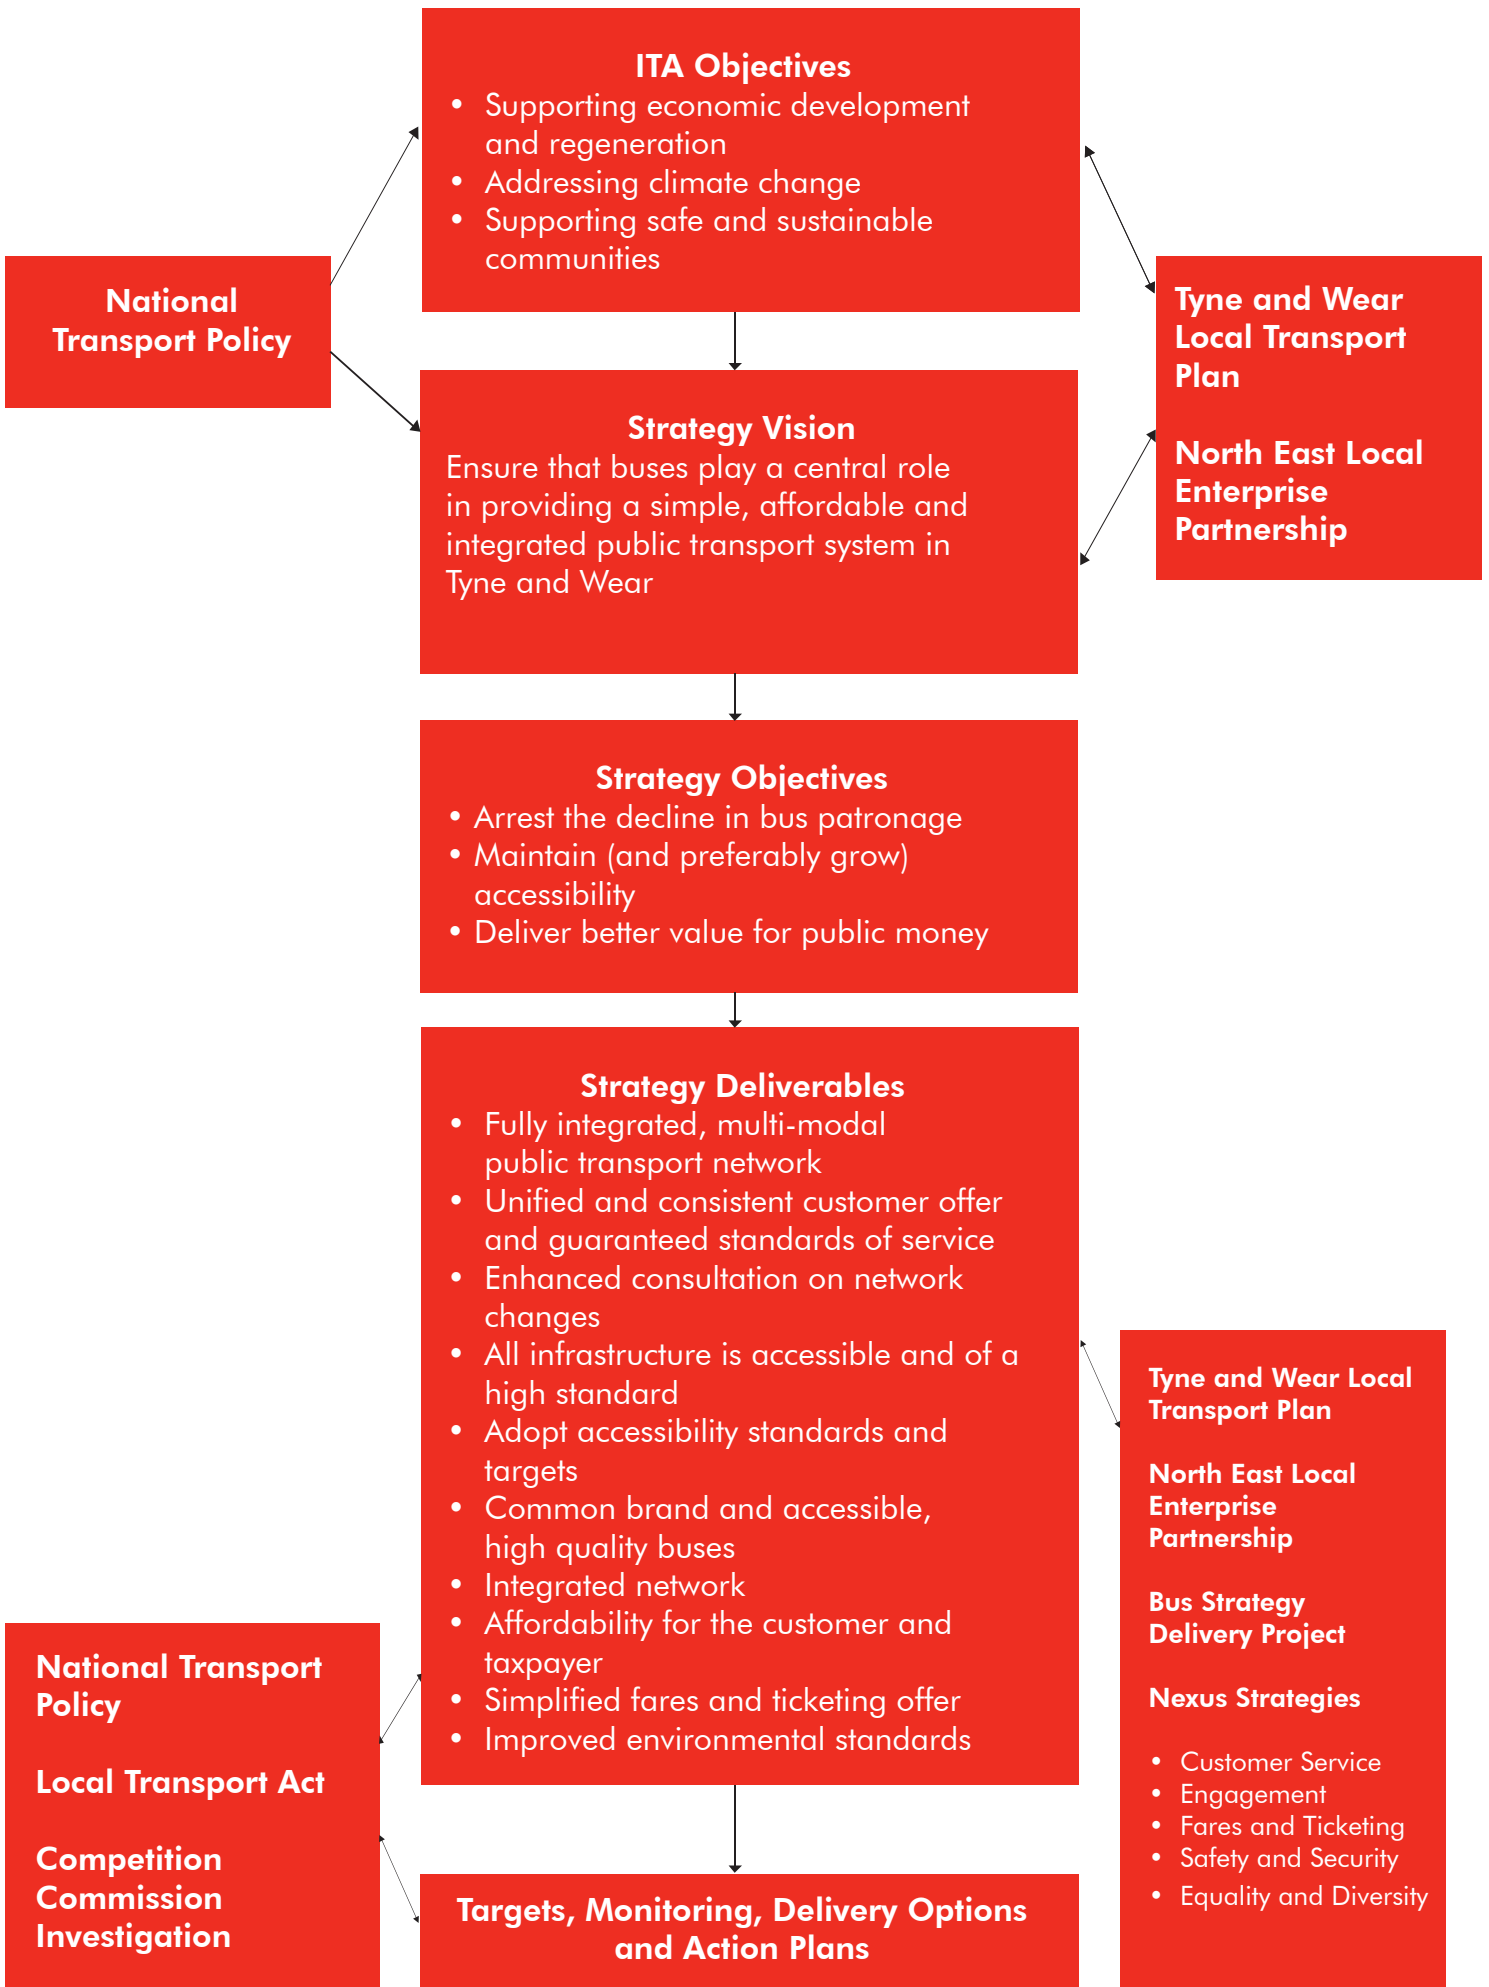 ITA Objectives
• Supporting economic development
and regeneration
• Addressing climate change
• Supporting safe and sustainable
communities
National
Transport Policy
Tyne and Wear
Local Transport
Plan
North East Local
Enterprise
Partnership
Strategy Vision
Ensure that buses play a central role
in providing a simple, affordable and
integrated public transport system in
Tyne and Wear
Strategy Objectives
• Arrest the decline in bus patronage
• Maintain (and preferably grow)
accessibility
• Deliver better value for public money
Strategy Deliverables
• Fully integrated, multi-modal
public transport network
• Unified and consistent customer offer
and guaranteed standards of service
• Enhanced consultation on network
changes
• All infrastructure is accessible and of a
high standard
• Adopt accessibility standards and
targets
• Common brand and accessible,
high quality buses
• Integrated network
• Affordability for the customer and
taxpayer
• Simplified fares and ticketing offer
• Improved environmental standards
Tyne and Wear Local
Transport Plan
North East Local
Enterprise
Partnership
Bus Strategy
Delivery Project
Nexus Strategies
• Customer Service
• Engagement
• Fares and Ticketing
• Safety and Security
• Equality and Diversity
National Transport
Policy
Local Transport Act
Competition
Commission
Investigation
Targets, Monitoring, Delivery Options
and Action Plans